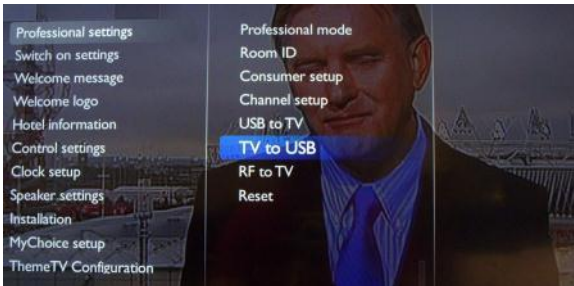 Professional settings
Switch on settings
Welcome message
Welcome logo
Hotel information
Control settings
Clock setup
Speaker settings
Installation
MyChoice setup
ThemeTV Configuration
Professional mode
Room ID
Consumer setup
Channel setup
USB to TV
TV to USB
RF to TV
Reset